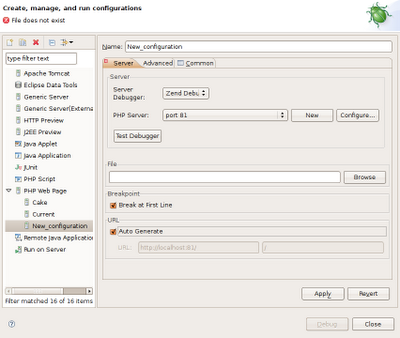 Create, manage, and run configurations
File does not exist
type filter text
Name: New_configuration
Server Advanced Common
Apache Tomcat
Eclipse Data Tools
Generic Server
Generic Server(Externa
HTTP Preview
J2EE Preview
Java Applet
Java Application
JUnit
PHP Script
PHP Web Page
Cake
Current
New_configuration
Remote Java Application
Run on Server
Filter matched 16 of 16 items
Server
Server Debugger: Zend Debu
PHP Server: port 81 New Configure...
Test Debugger
File
Browse
Breakpoint
Break at First Line
URL
Auto Generate
URL: http://localhost:81/ /
Apply Revert
Debug Close